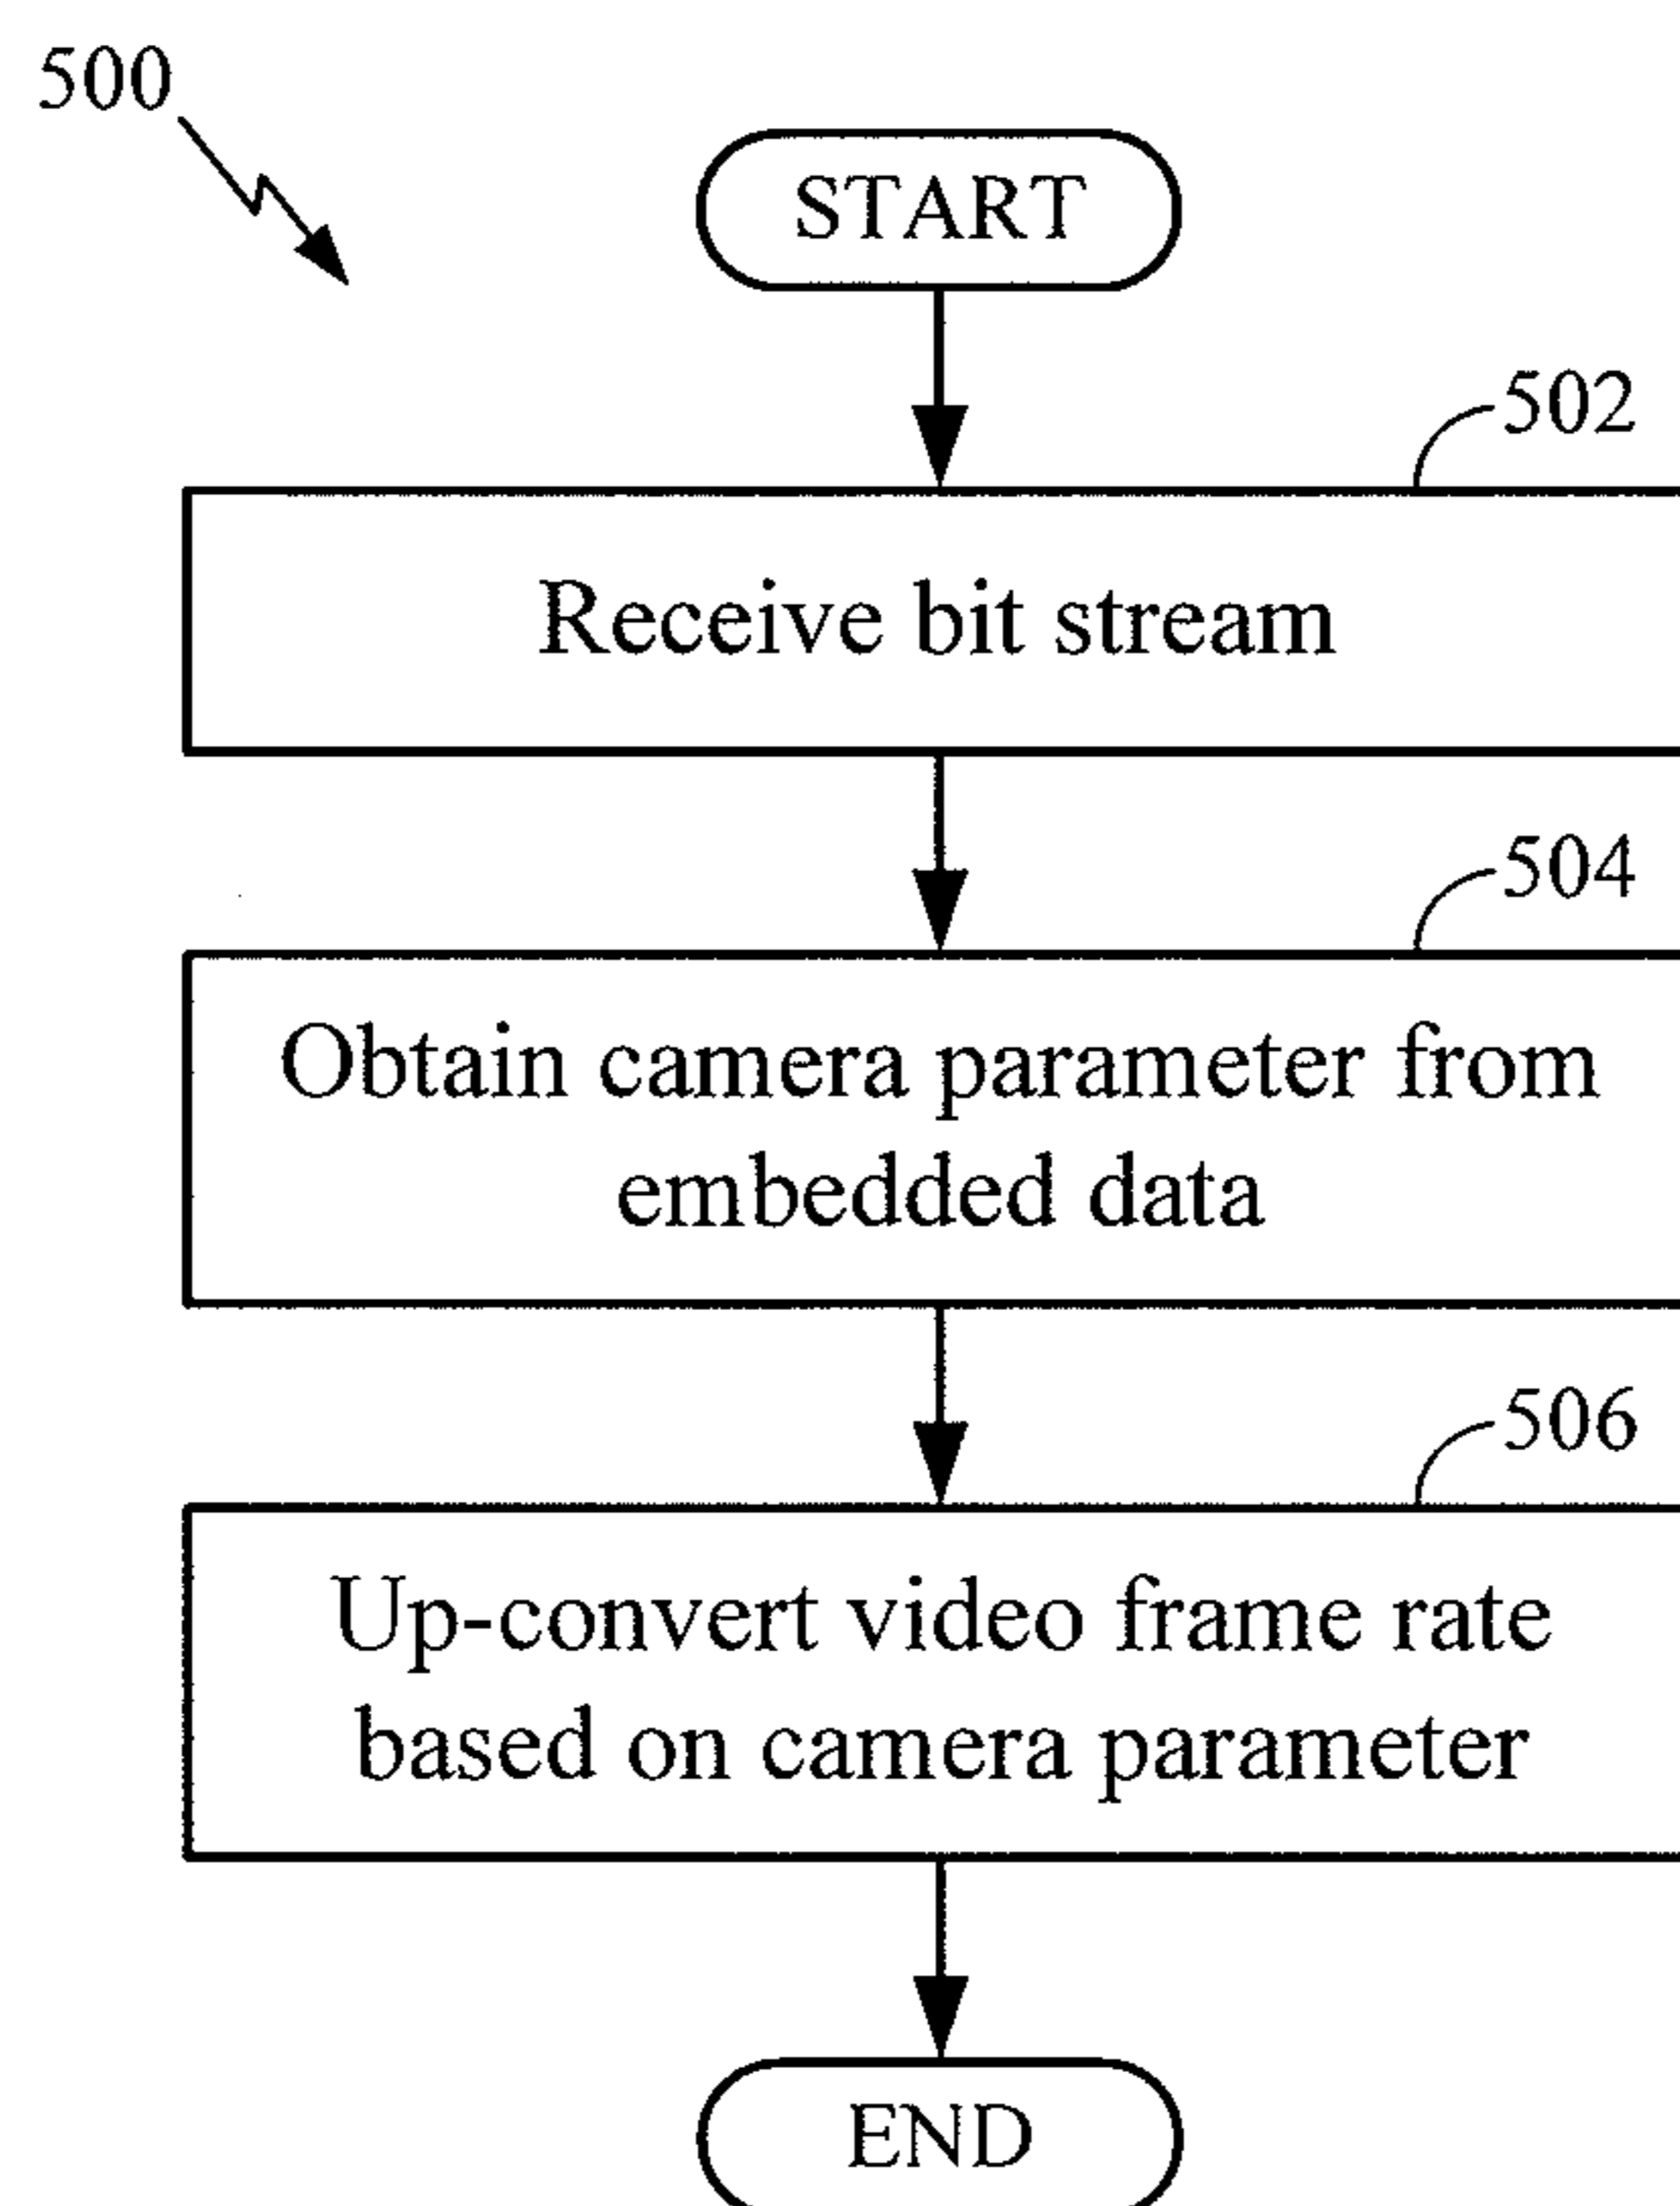 500
START
502
Receive bit stream
504
Obtain camera parameter from
embedded data
506
Up-convert video frame rate
based on camera parameter
END